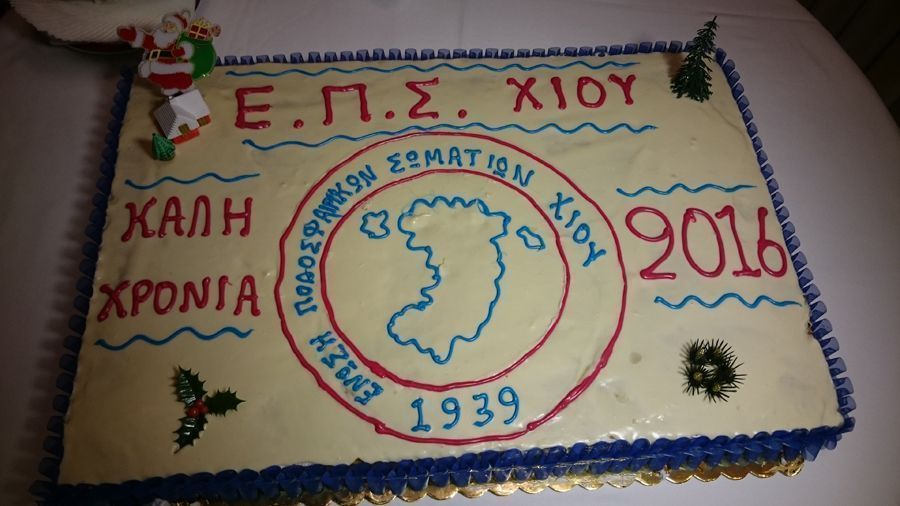 Ε.Π.Σ. ΧΙΟΥ
ΕΝΩΣΗ ΠΟΔΟΣΦΑΙΡΙΚΩΝ ΣΩΜΑΤΙΩΝ ΧΙΟΥ
1939
ΚΑΛΗ
ΧΡΟΝΙΑ
2016